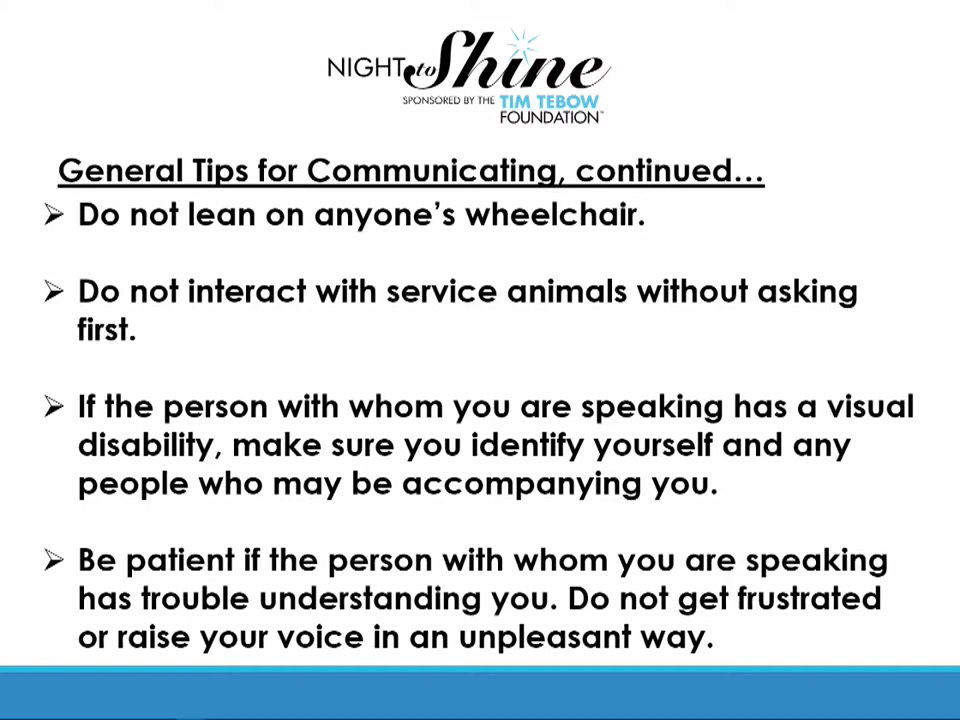 NIGHT to Shine
SPONSORED BY THE TIM TEBOW
FOUNDATION™
General Tips for Communicating, continued…
➢ Do not lean on anyone’s wheelchair.
➢ Do not interact with service animals without asking
first.
➢ If the person with whom you are speaking has a visual
disability, make sure you identify yourself and any
people who may be accompanying you.
➢ Be patient if the person with whom you are speaking
has trouble understanding you. Do not get frustrated
or raise your voice in an unpleasant way.